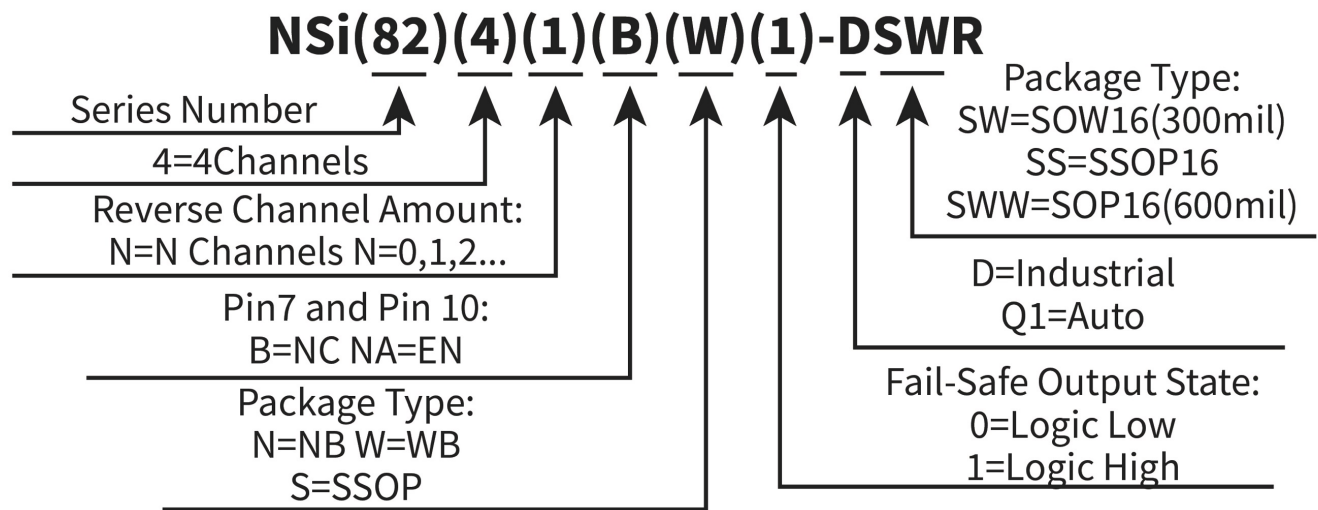 NSi(82)(4)(1)(B)(W)(1)-DSWR
Series Number
4=4Channels
Reverse Channel Amount:
N=N Channels N=0,1,2...
Pin7 and Pin 10:
B=NC NA=EN
Package Type:
N=NB W=WB
S=SSOP
Package Type:
SW=SOW16(300mil)
SS=SSOP16
SWW=SOP16(600mil)
D=Industrial
Q1=Auto
Fail-Safe Output State:
0=Logic Low
1=Logic High